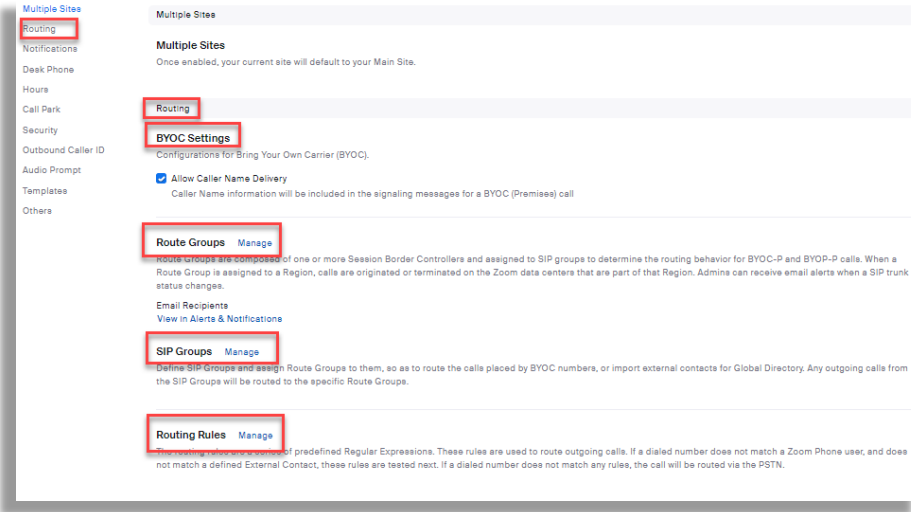 Multiple Sites
Routing
Notifications
Desk Phone
Hours
Call Park
Security
Outbound Caller ID
Audio Prompt
Templates
Others
Multiple Sites
Multiple Sites
Once enabled, your current site will default to your Main Site.
Routing
BYOC Settings
Configurations for Bring Your Own Carrier (BYOC).
Allow Caller Name Delivery
Caller Name information will be included in the signaling messages for a BYOC (Premises) call
Route Groups Manage
Route Groups are composed of one or more Session Border Controllers and assigned to SIP groups to determine the routing behavior for BYOC-P and BYOP-P calls. When a
Route Group is assigned to a Region, calls are originated or terminated on the Zoom data centers that are part of that Region. Admins can receive email alerts when a SIP trunk
status changes.
Email Recipients
View in Alerts & Notifications
SIP Groups Manage
Define SIP Groups and assign Route Groups to them, so as to route the calls placed by BYOC numbers, or import external contacts for Global Directory. Any outgoing calls from
the SIP Groups will be routed to the specific Route Groups.
Routing Rules Manage
The routing rules are a series of predefined Regular Expressions. These rules are used to route outgoing calls. If a dialed number does not match a Zoom Phone user, and does
not match a defined External Contact, these rules are tested next. If a dialed number does not match any rules, the call will be routed via the PSTN.